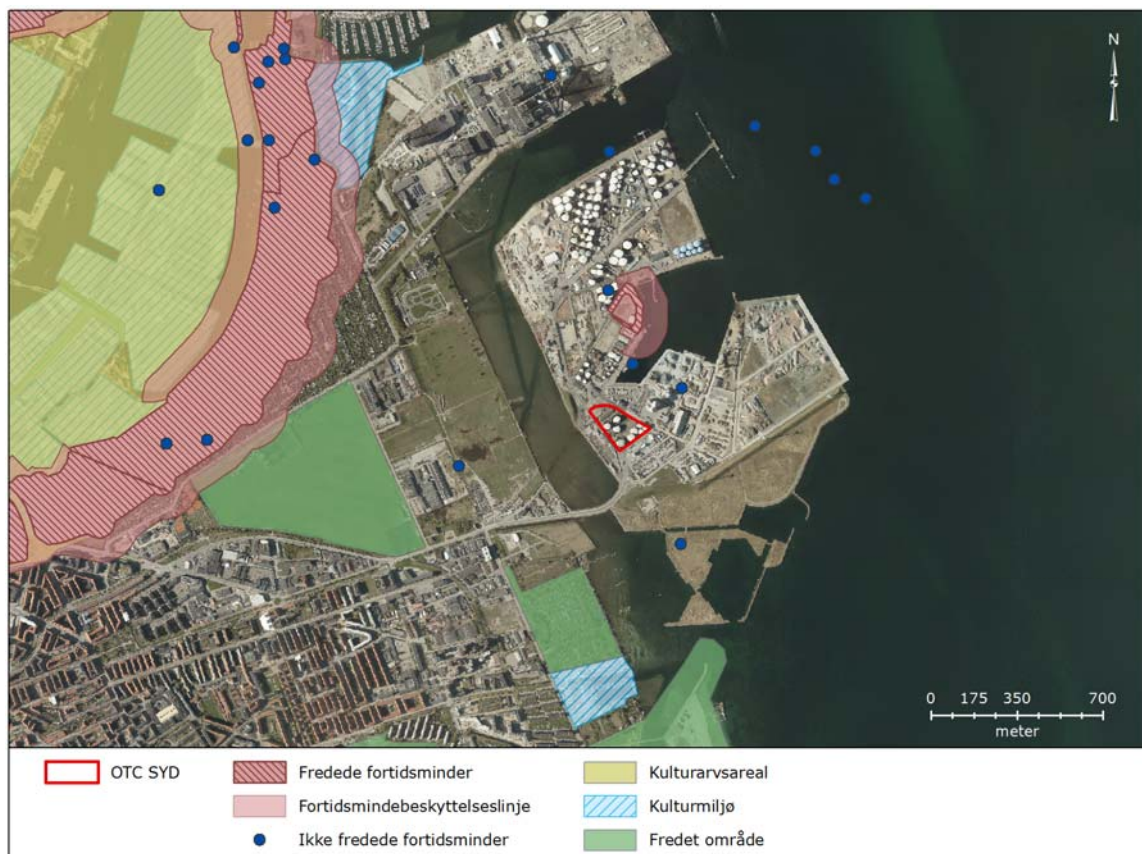 N
0 175 350 700
meter
OTC SYD
Fredede fortidsminder
Kulturarvsareal
Fortidsmindebeskyttelseslinje
Kulturmiljø
Ikke fredede fortidsminder
Fredet område